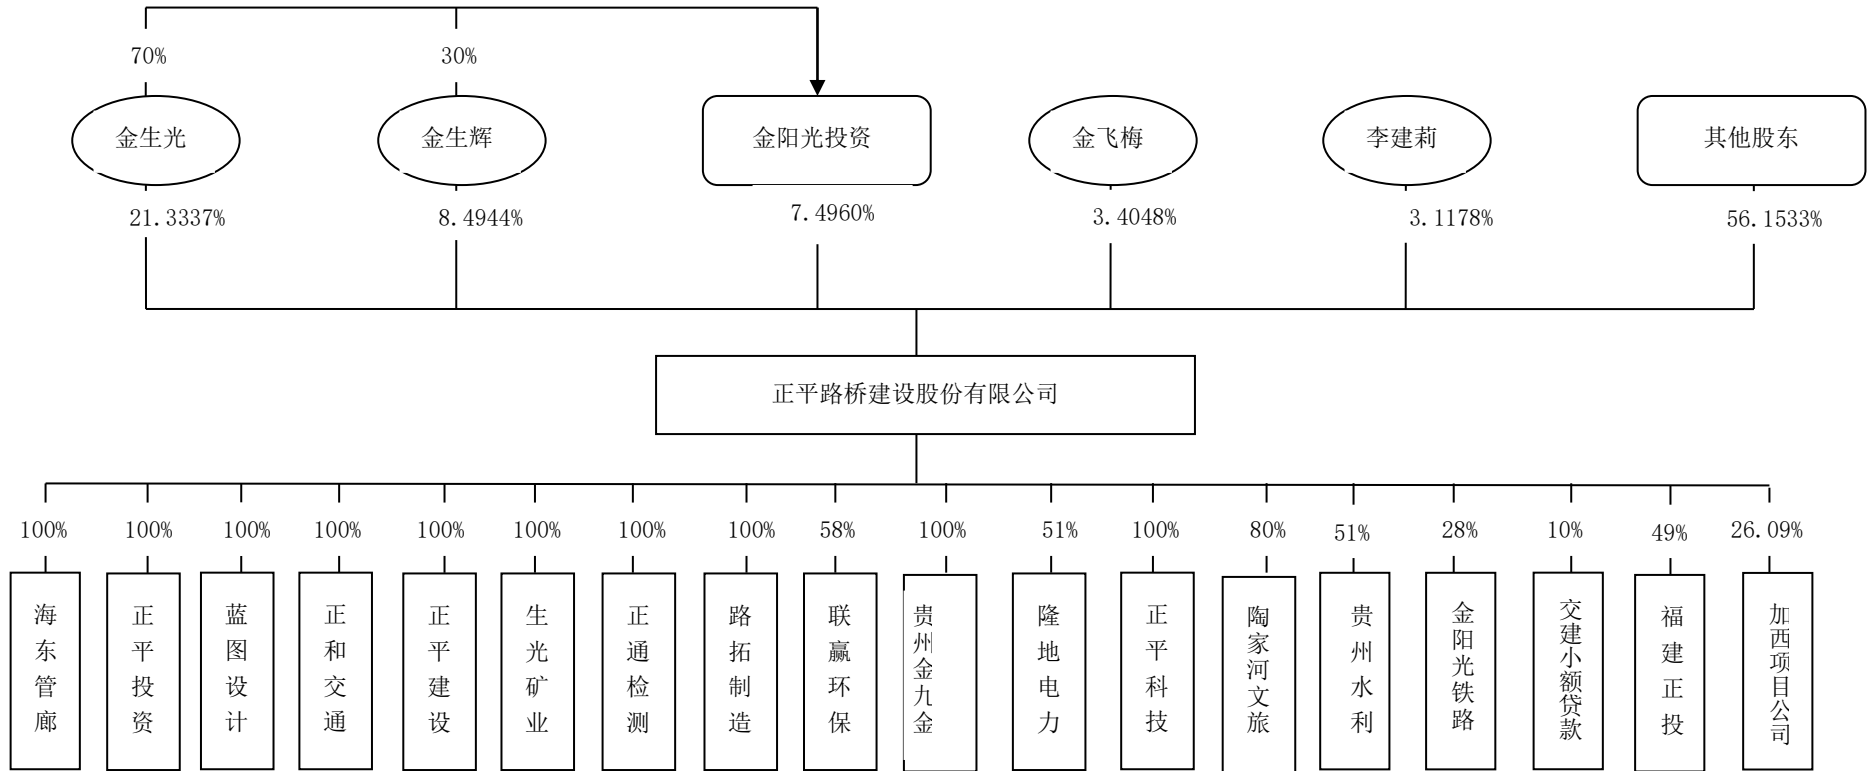 70%
30%
金生光
金生辉
金阳光投资
金飞梅
李建莉
其他股东
21.3337%
8.4944%
7.4960%
3.4048%
3.1178%
56.1533%
正平路桥建设股份有限公司
100%
100%
100%
100%
100%
100%
100%
100%
58%
100%
51%
100%
80%
51%
28%
10%
49%
26.09%
海东管廊
正平投资
蓝图设计
正和交通
正平建设
生光矿业
正通检测
路拓制造
联赢环保
贵州金九金
隆地电力
正平科技
陶家河文旅
贵州水利
金阳光铁路
交建小额贷款
福建正投
加西项目公司